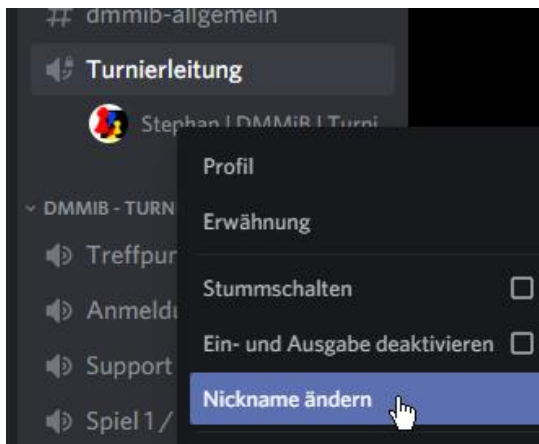 # dmmib-allgemein
Turnierleitung
Stephan | DMMiB | Turni
Profil
DMMIB - TURN
Erwähnung
Treffpun
Stummschalten
Anmeldu
Ein- und Ausgabe deaktivieren
Support
Nickname ändern
Spiel 1 /